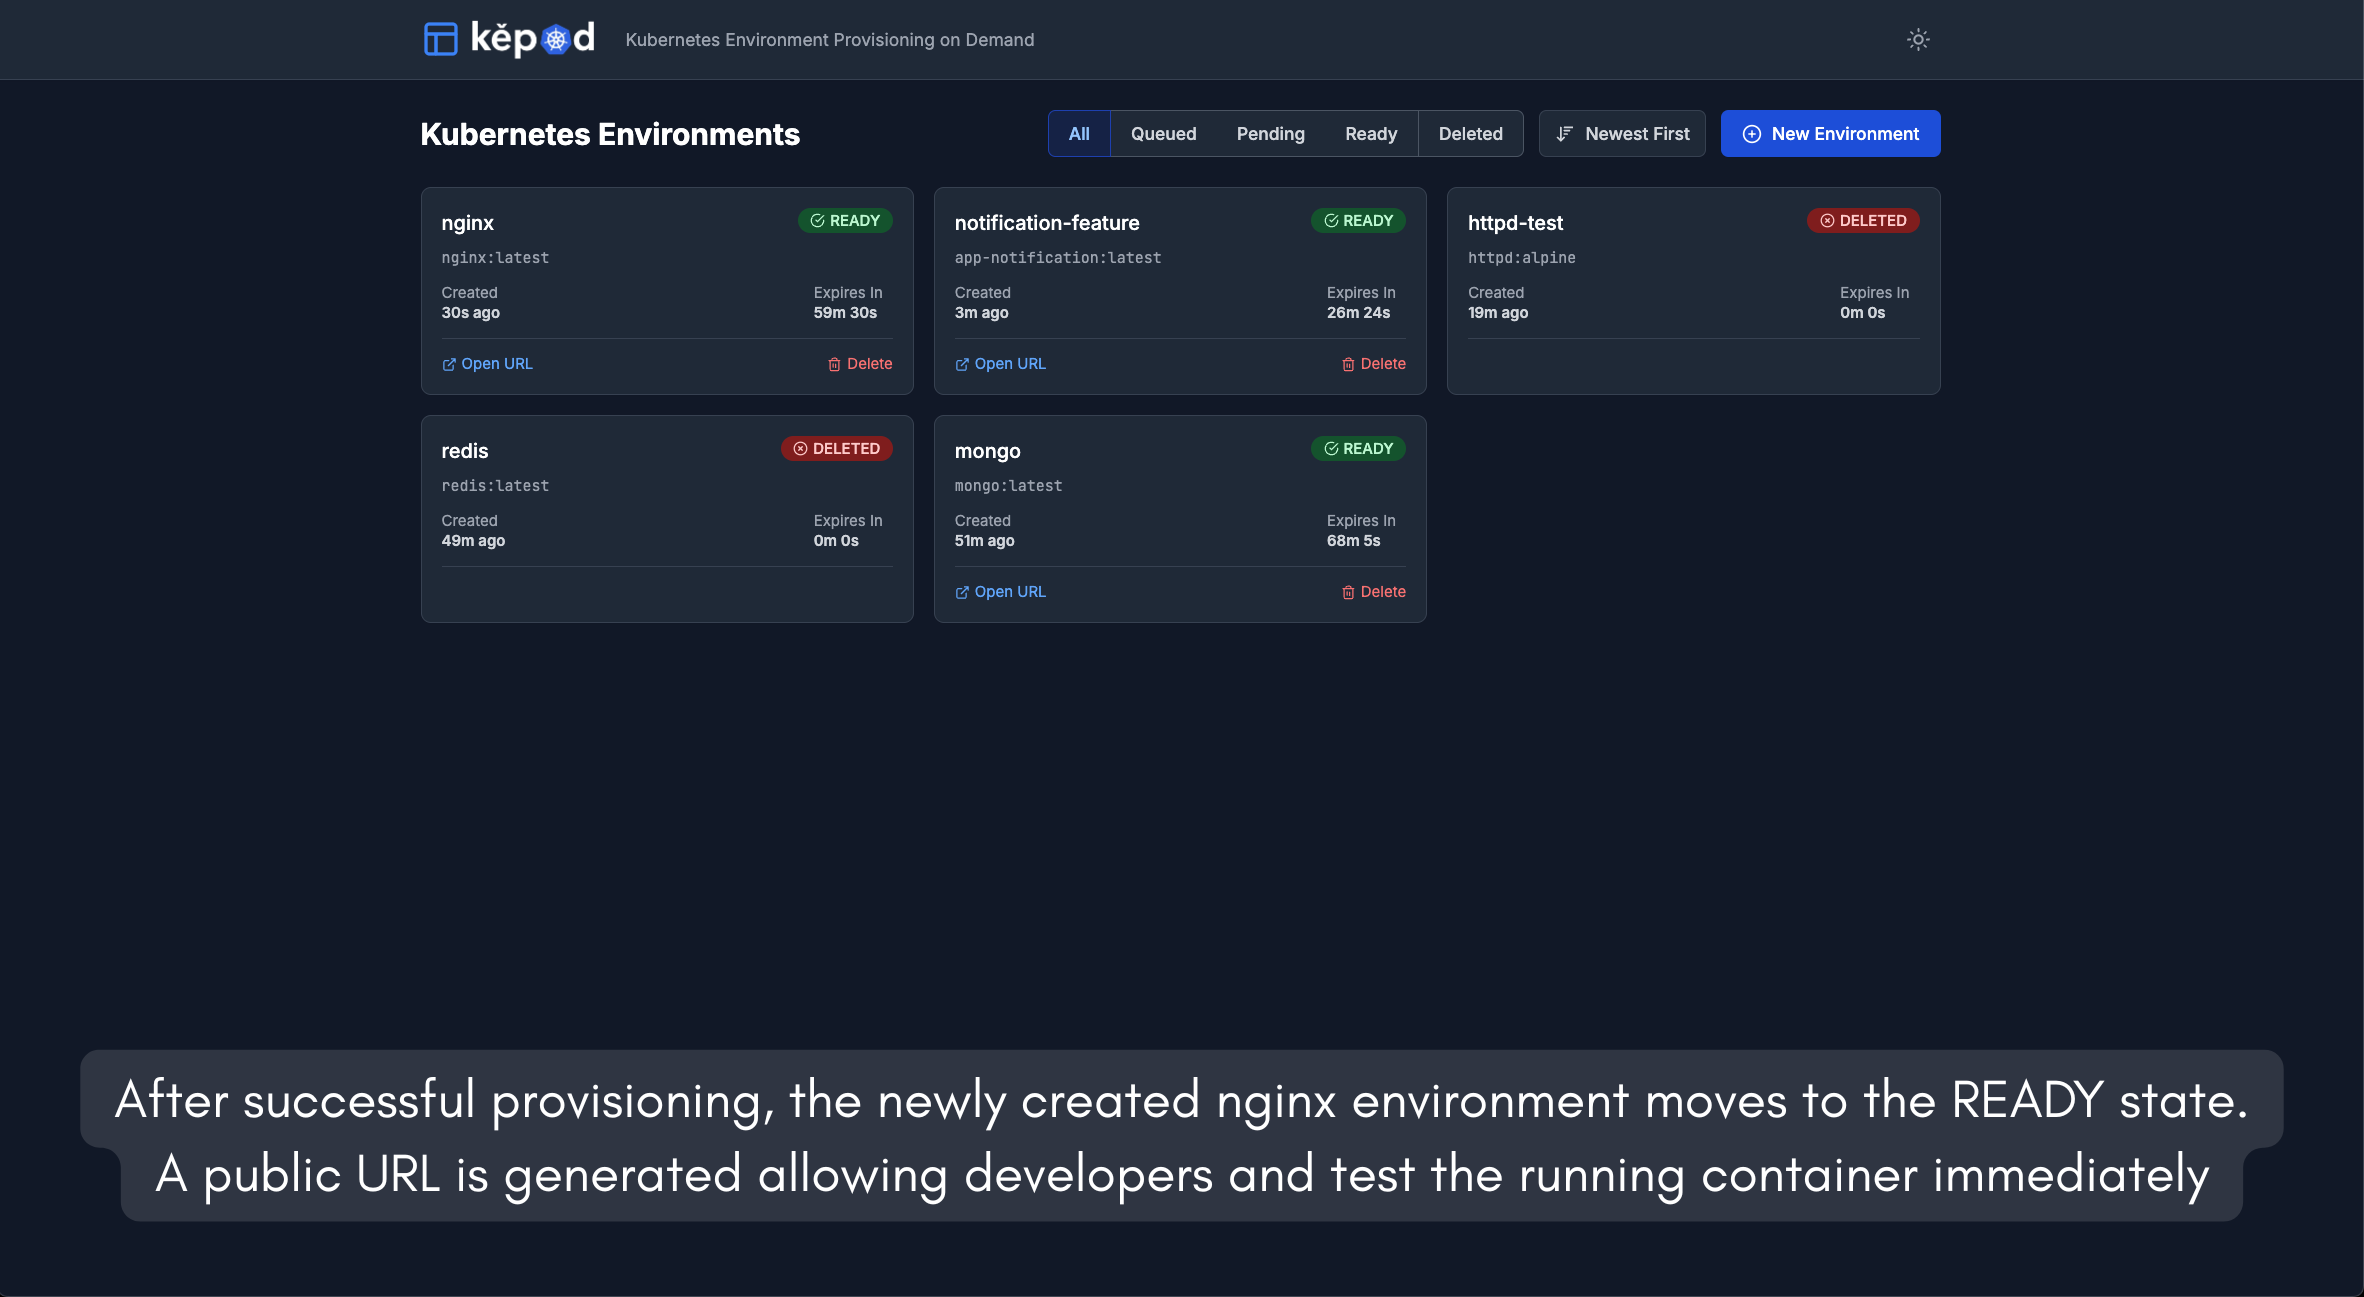 kěpod Kubernetes Environment Provisioning on Demand
Kubernetes Environments
All Queued Pending Ready Deleted Newest First New Environment
nginx READY
nginx:latest
Created Expires In
30s ago 59m 30s
Open URL Delete
notification-feature READY
app-notification:latest
Created Expires In
3m ago 26m 24s
Open URL Delete
httpd-test DELETED
httpd:alpine
Created Expires In
19m ago 0m 0s
redis DELETED
redis:latest
Created Expires In
49m ago 0m 0s
mongo READY
mongo:latest
Created Expires In
51m ago 68m 5s
Open URL Delete
After successful provisioning, the newly created nginx environment moves to the READY state.
A public URL is generated allowing developers and test the running container immediately